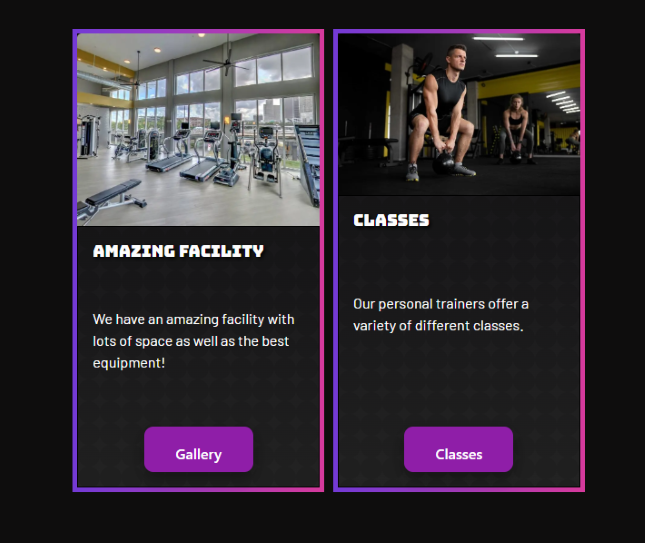 AMAZING FACILITY
We have an amazing facility with
lots of space as well as the best
equipment!
Gallery
CLASSES
Our personal trainers offer a
variety of different classes.
Classes